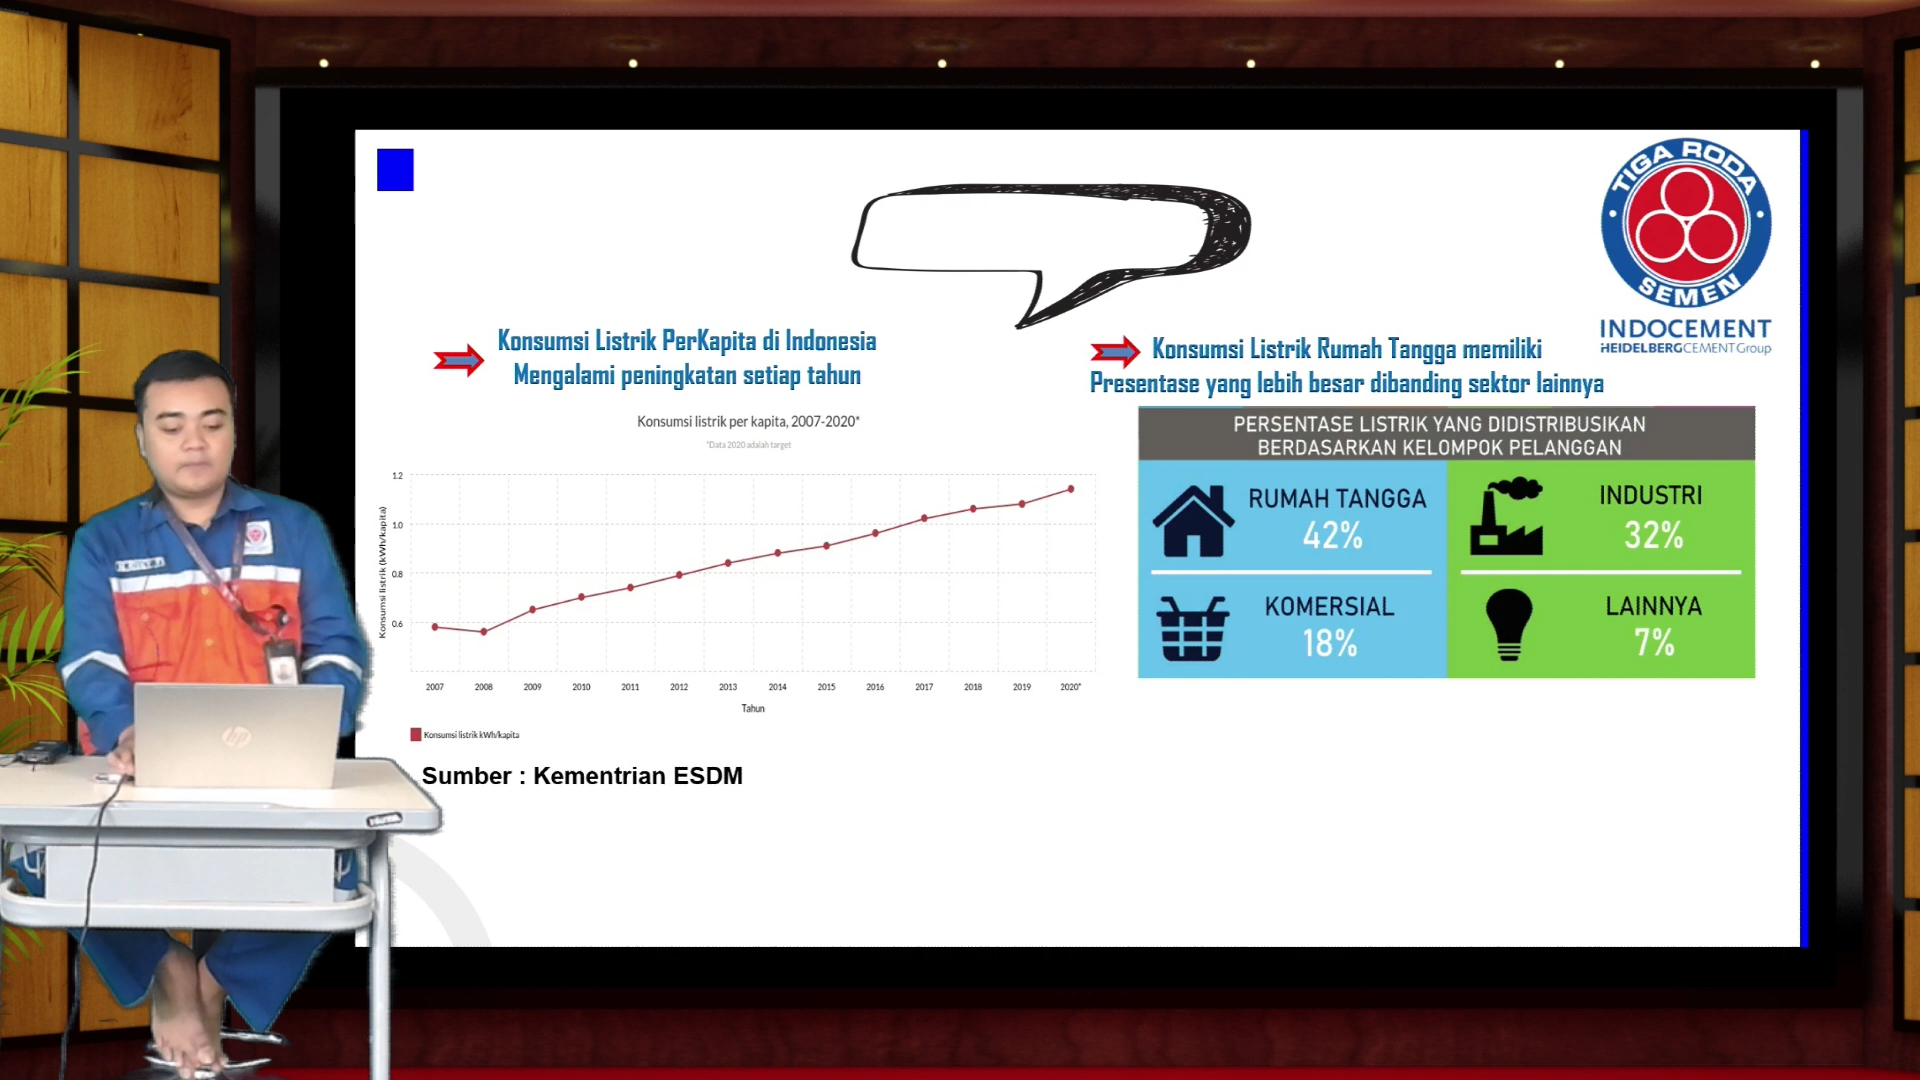 TIGA RODA
SEMEN
INDOCEMENT
HEIDELBERGCEMENT Group
Konsumsi Listrik PerKapita di Indonesia
Mengalami peningkatan setiap tahun
Konsumsi Listrik Rumah Tangga memiliki
Presentase yang lebih besar dibanding sektor lainnya
Konsumsi listrik per kapita, 2007-2020*
*Data 2020 adalah target
Konsumsi listrik (kWh/kapita)
1.2
1.0
0.8
0.6
2007 2008 2009 2010 2011 2012 2013 2014 2015 2016 2017 2018 2019 2020*
Tahun
Konsumsi listrik kWh/kapita
Sumber : Kementrian ESDM
PERSENTASE LISTRIK YANG DIDISTRIBUSIKAN
BERDASARKAN KELOMPOK PELANGGAN
RUMAH TANGGA
42%
INDUSTRI
32%
KOMERSIAL
18%
LAINNYA
7%
hp